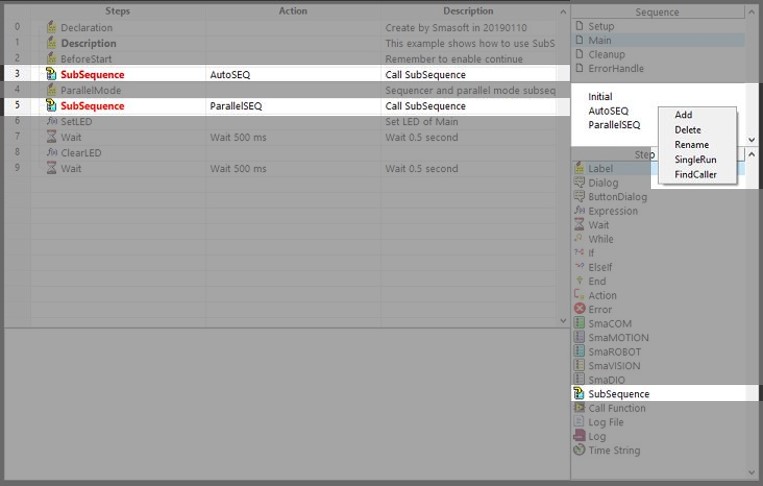 Steps Action Description
0 Declaration Create by Smasoft in 20190110
1 Description This example shows how to use SubS
2 BeforeStart Remember to enable continue
3 SubSequence AutoSEQ Call SubSequence
4 ParallelMode Sequencer and parallel mode subseq
5 SubSequence ParallelSEQ Call SubSequence
6 f(x) SetLED Set LED of Main
7 Wait Wait 500 ms Wait 0.5 second
8 f(x) ClearLED
9 Wait Wait 500 ms Wait 0.5 second
Sequence
Setup
Main
Cleanup
ErrorHandle
Initial
AutoSEQ
ParallelSEQ
Add
Delete
Rename
SingleRun
FindCaller
Step
Label
Dialog
ButtonDialog
f(x) Expression
Wait
While
If
ElseIf
End
Action
Error
SmaCOM
SmaMOTION
SmaROBOT
SmaVISION
SmaDIO
SubSequence
Call Function
Log File
Log
Time String